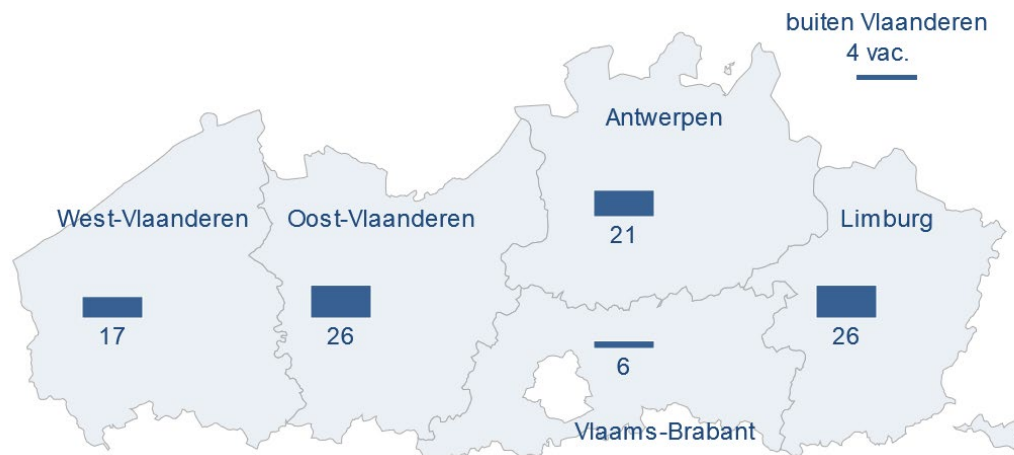 buiten Vlaanderen
4 vac.
Antwerpen
21
West-Vlaanderen
17
Oost-Vlaanderen
26
Limburg
26
6
Vlaams-Brabant